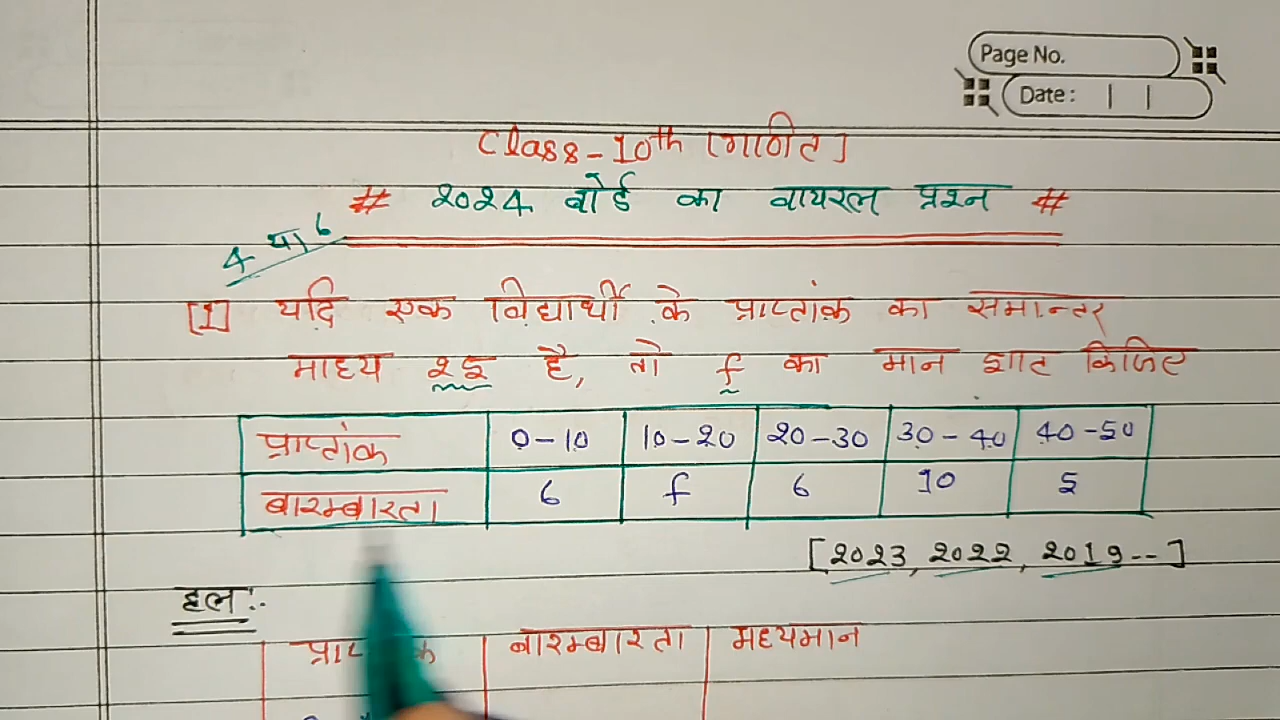 Page No.
Date :
Class-10th [गणित]
# 2024 बोर्ड का वायरल प्रश्न #
4 या 6
[1] यदि एक विद्यार्थी के प्राप्तांक का समान्तर
माध्य 25 है, तो f का मान ज्ञात किजिए
प्राप्तांक 0-10 10-20 20-30 30-40 40-50
बारम्बारता 6 f 6 10 5
[2023, 2022, 2019--]
हल:-
बारम्बारता मध्यमान